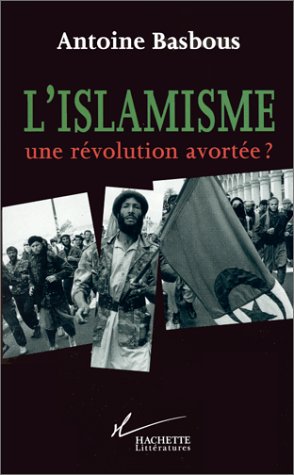 Antoine Basbous
L'ISLAMISME
une révolution avortée ?
HACHETTE
Littératures